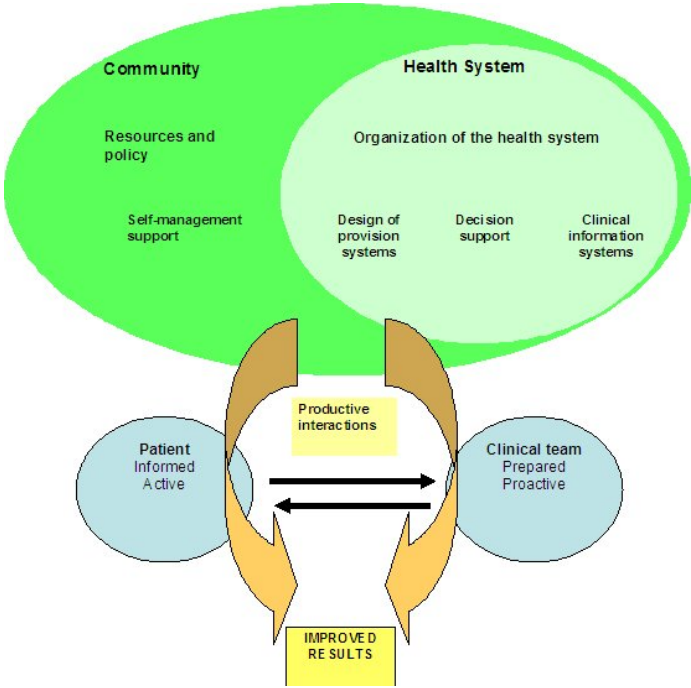 Community
Health System
Resources and
policy
Organization of the health system
Self-management
support
Design of
provision
systems
Decision
support
Clinical
information
systems
Productive
interactions
Patient
Informed
Active
Clinical team
Prepared
Proactive
IMPROVED
RESULTS